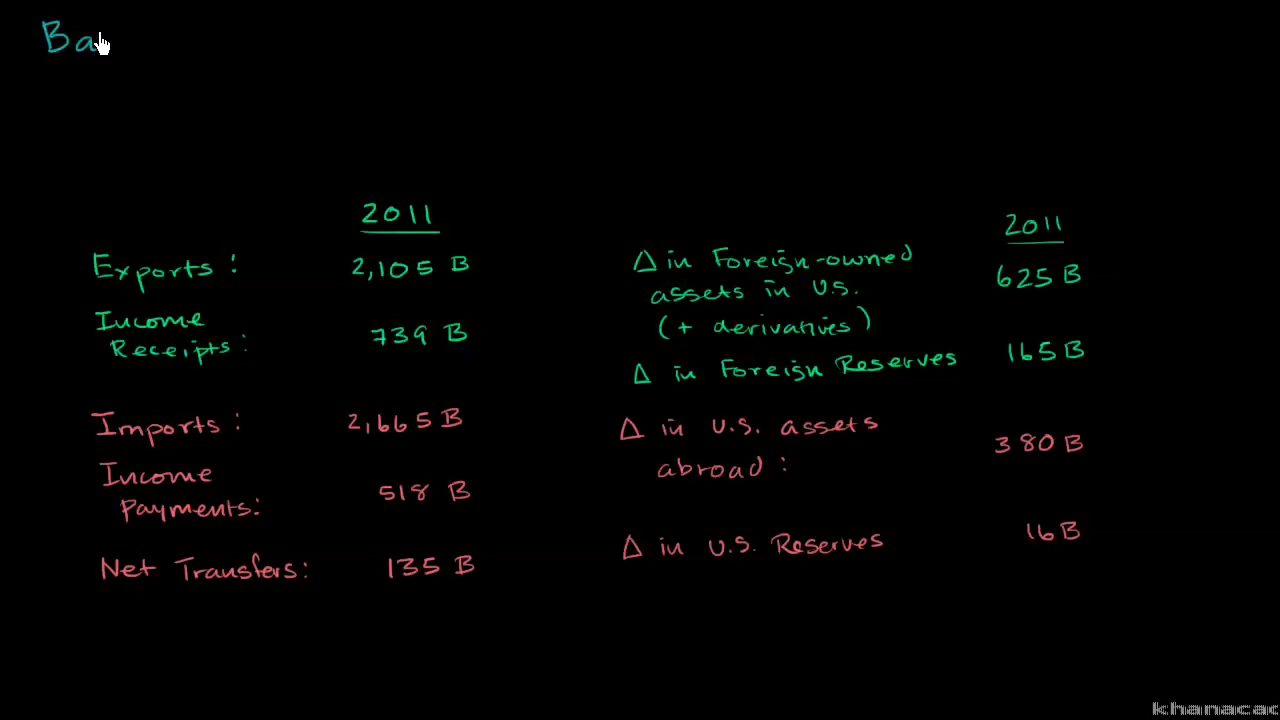 Ba
2011
Exports: 2,105 B
Income
Receipts: 739 B
Imports: 2,665 B
Income
Payments: 518 B
Net Transfers: 135 B
2011
Δ in Foreign-owned
assets in U.S. 625 B
(+ derivatives)
Δ in Foreign Reserves 165 B
Δ in U.S. assets
abroad: 380 B
Δ in U.S. Reserves 16 B
khanacac